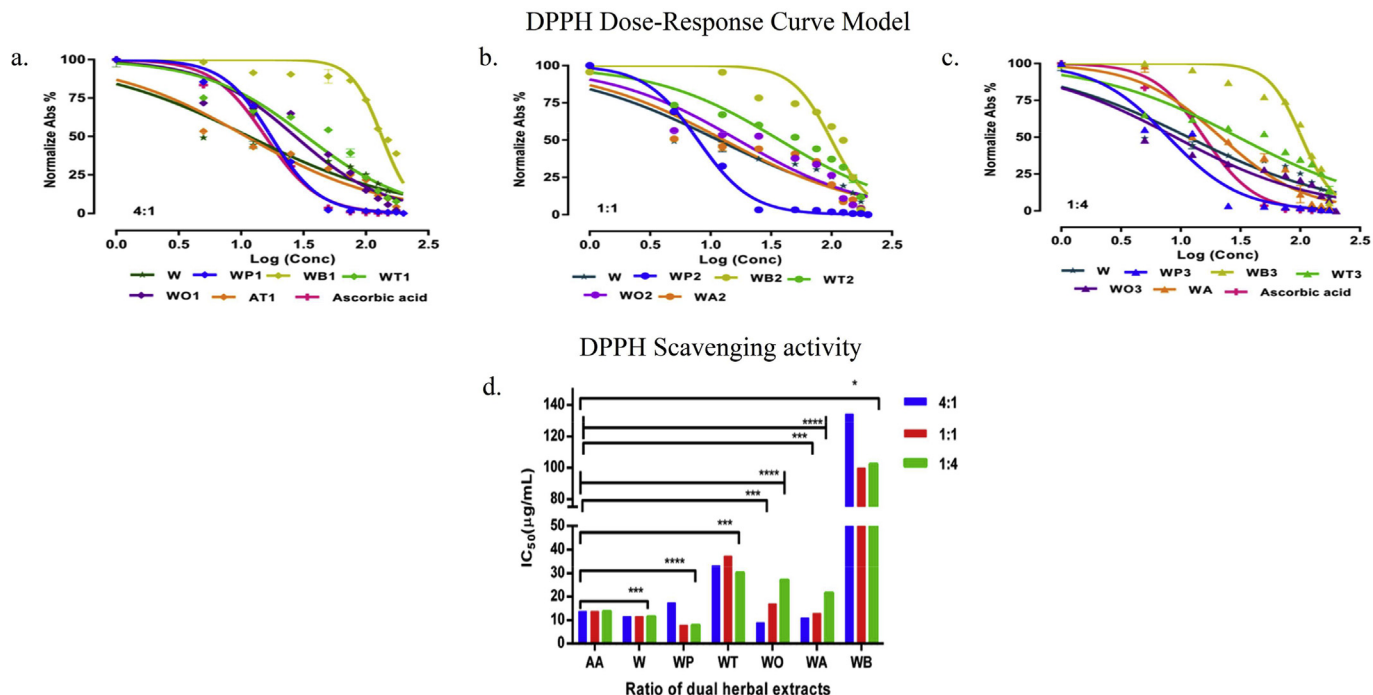 DPPH Dose-Response Curve Model
a.
Normalize Abs %
100
75
50
25
0
4:1
0.0 0.5 1.0 1.5 2.0 2.5
Log (Conc)
W WP1 WB1 WT1
WO1 AT1 Ascorbic acid
b.
Normalize Abs %
100
75
50
25
0
1:1
0.0 0.5 1.0 1.5 2.0 2.5
Log (Conc)
W WP2 WB2 WT2
WO2 WA2
c.
Normalize Abs %
100
75
50
25
0
1:4
0.0 0.5 1.0 1.5 2.0 2.5
Log (Conc)
W WP3 WB3 WT3
WO3 WA Ascorbic acid
DPPH Scavenging activity
d.
IC50(μg/mL)
140
120
100
80
50
40
30
20
10
0
*
****
***
****
***
***
****
***
4:1
1:1
1:4
AA W WP WT WO WA WB
Ratio of dual herbal extracts